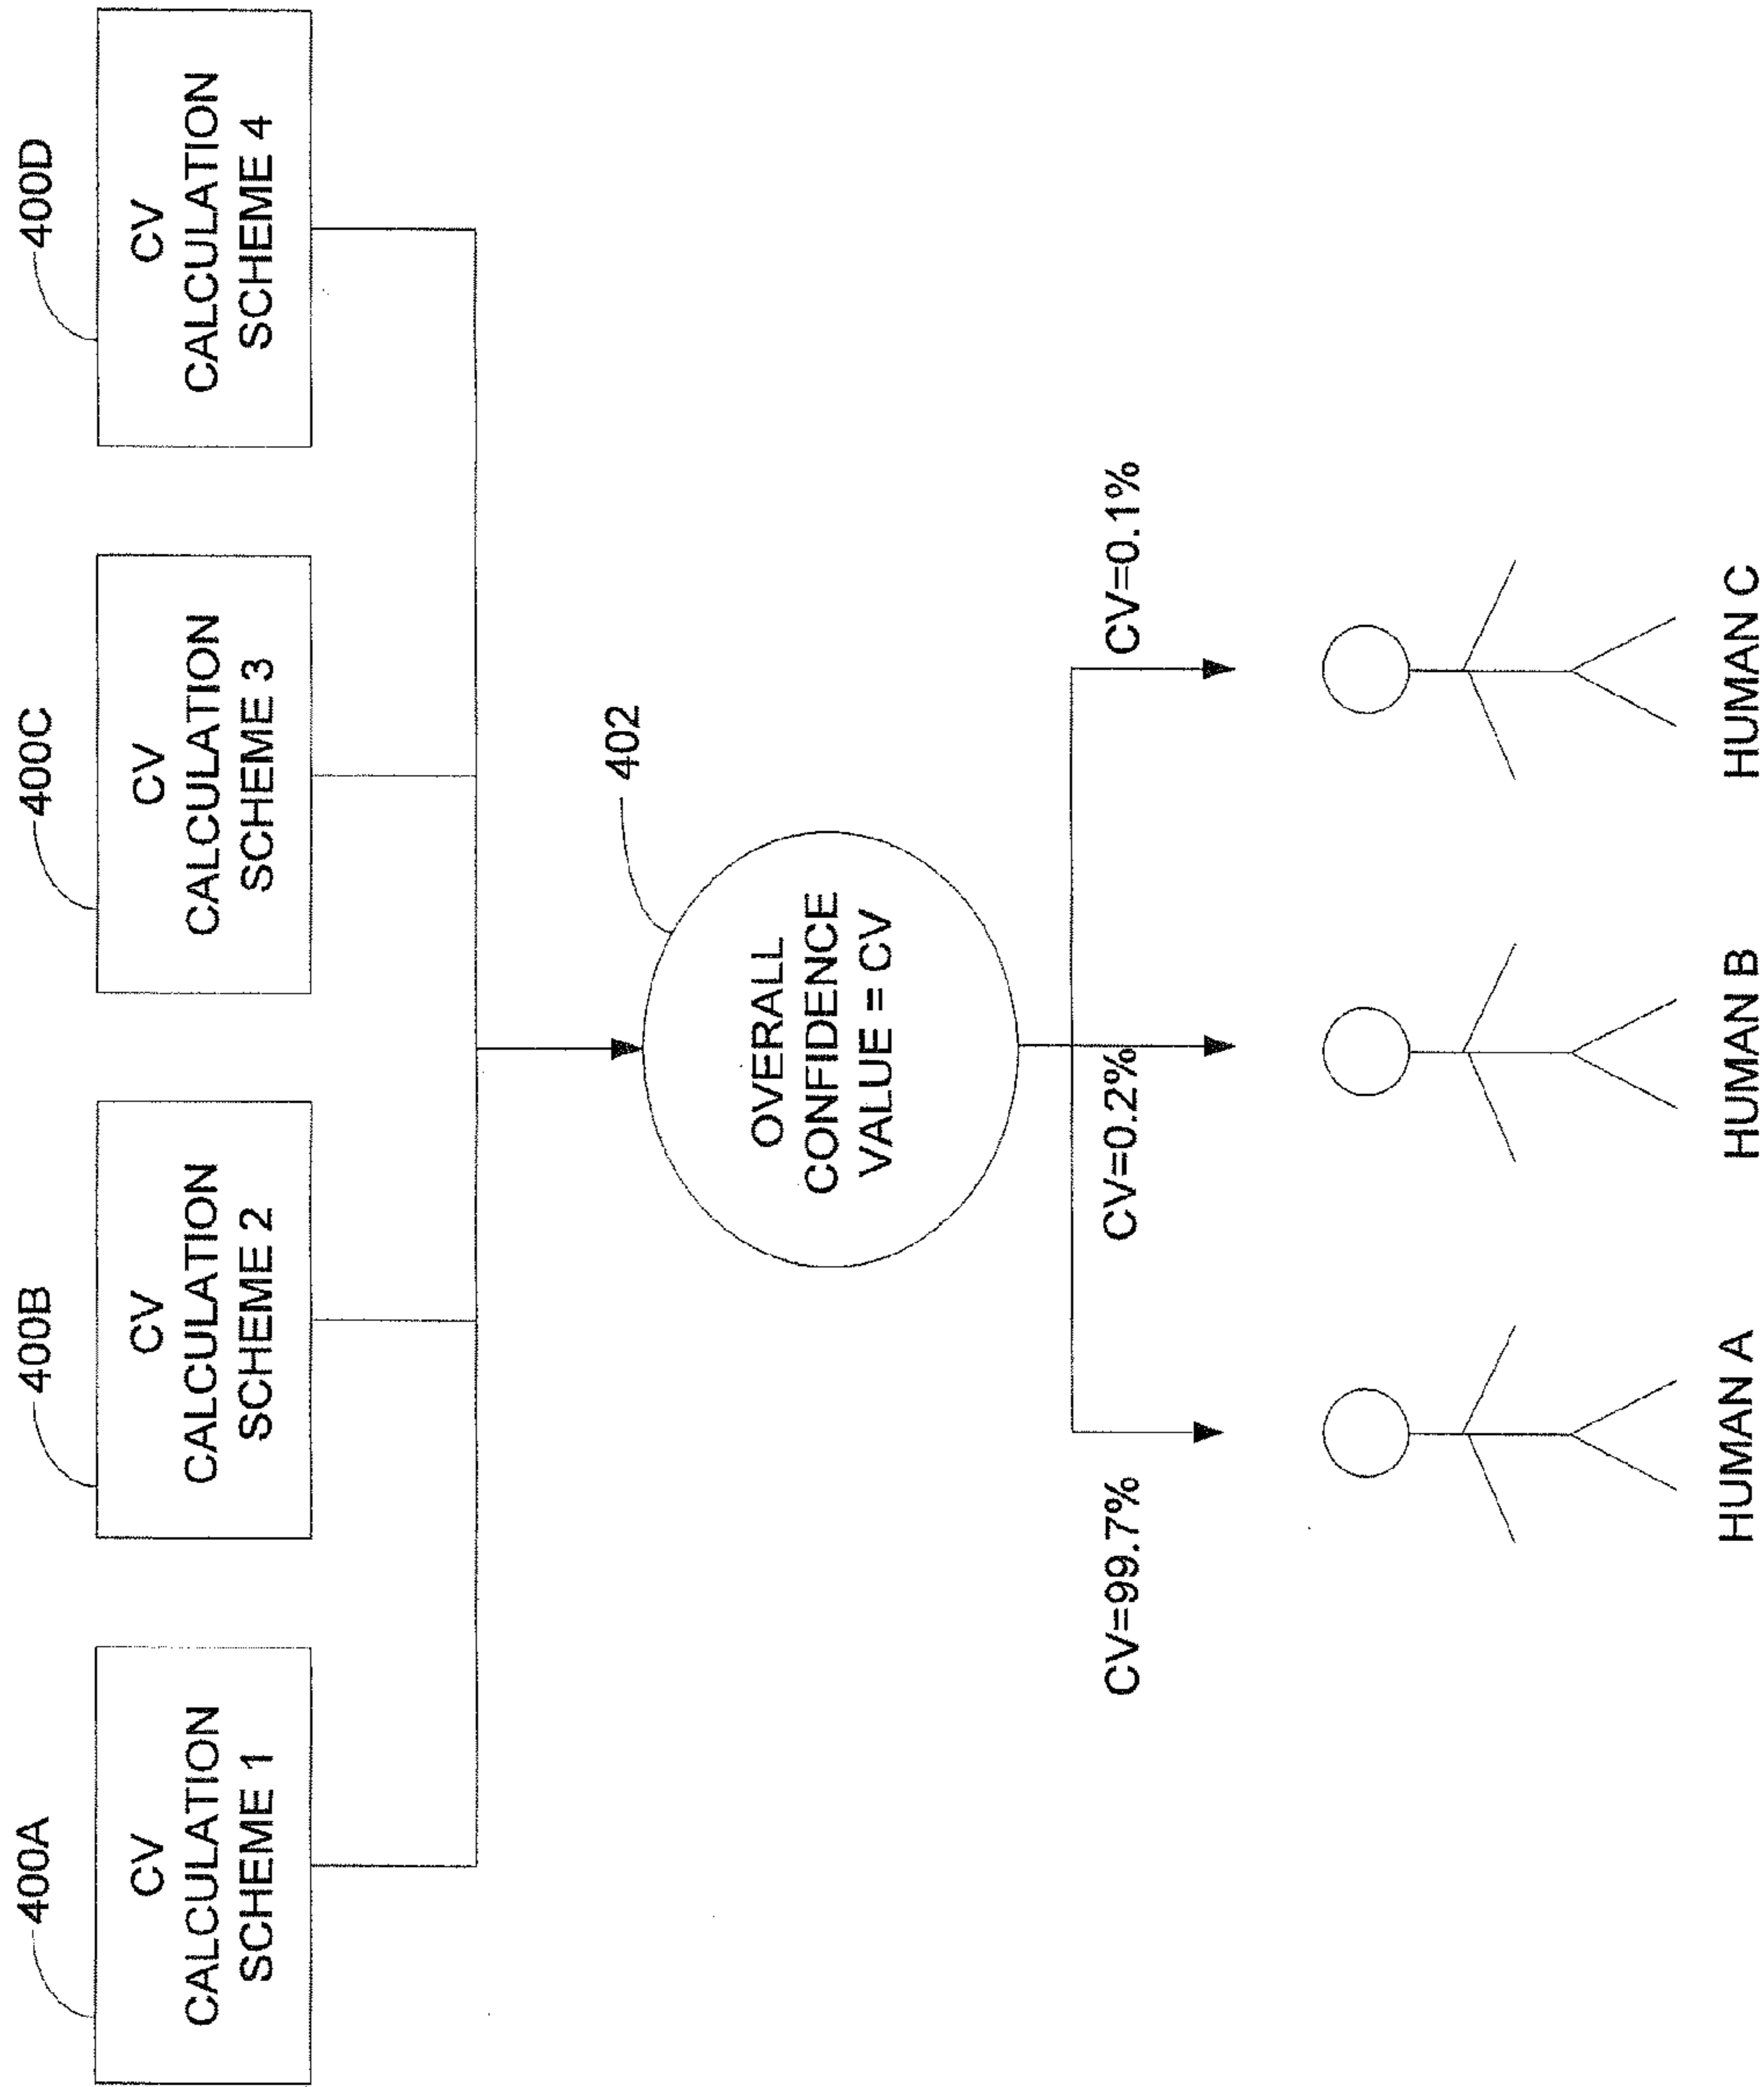 400A
400B
400C
400D
CV
CALCULATION
SCHEME 1
CV
CALCULATION
SCHEME 2
CV
CALCULATION
SCHEME 3
CV
CALCULATION
SCHEME 4
402
OVERALL
CONFIDENCE
VALUE = CV
CV=99.7%
CV=0.2%
CV=0.1%
HUMAN A
HUMAN B
HUMAN C